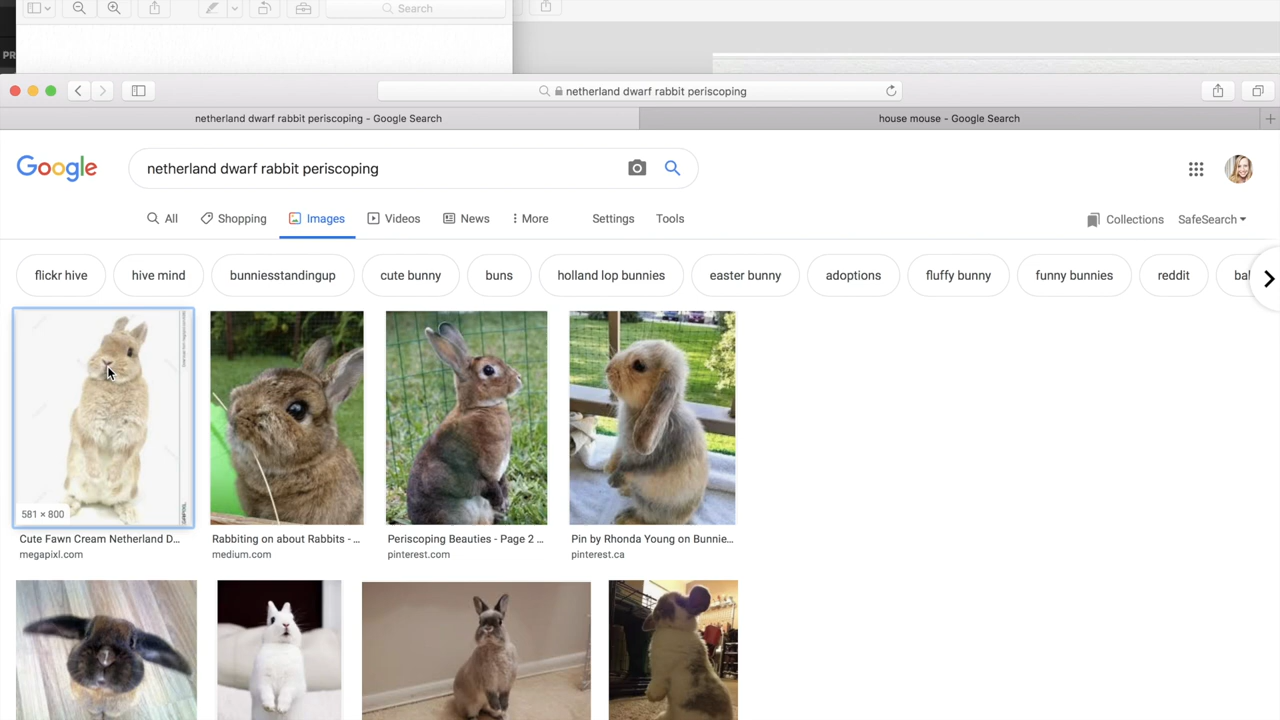 PR
Search
netherland dwarf rabbit periscoping
netherland dwarf rabbit periscoping - Google Search
house mouse - Google Search
Google
netherland dwarf rabbit periscoping
All
Shopping
Images
Videos
News
More
Settings
Tools
Collections
SafeSearch
flickr hive
hive mind
bunniesstandingup
cute bunny
buns
holland lop bunnies
easter bunny
adoptions
fluffy bunny
funny bunnies
reddit
581 × 800
Cute Fawn Cream Netherland D...
Rabbiting on about Rabbits - ...
Periscoping Beauties - Page 2 ...
Pin by Rhonda Young on Bunnie...
megapixl.com
medium.com
pinterest.com
pinterest.ca